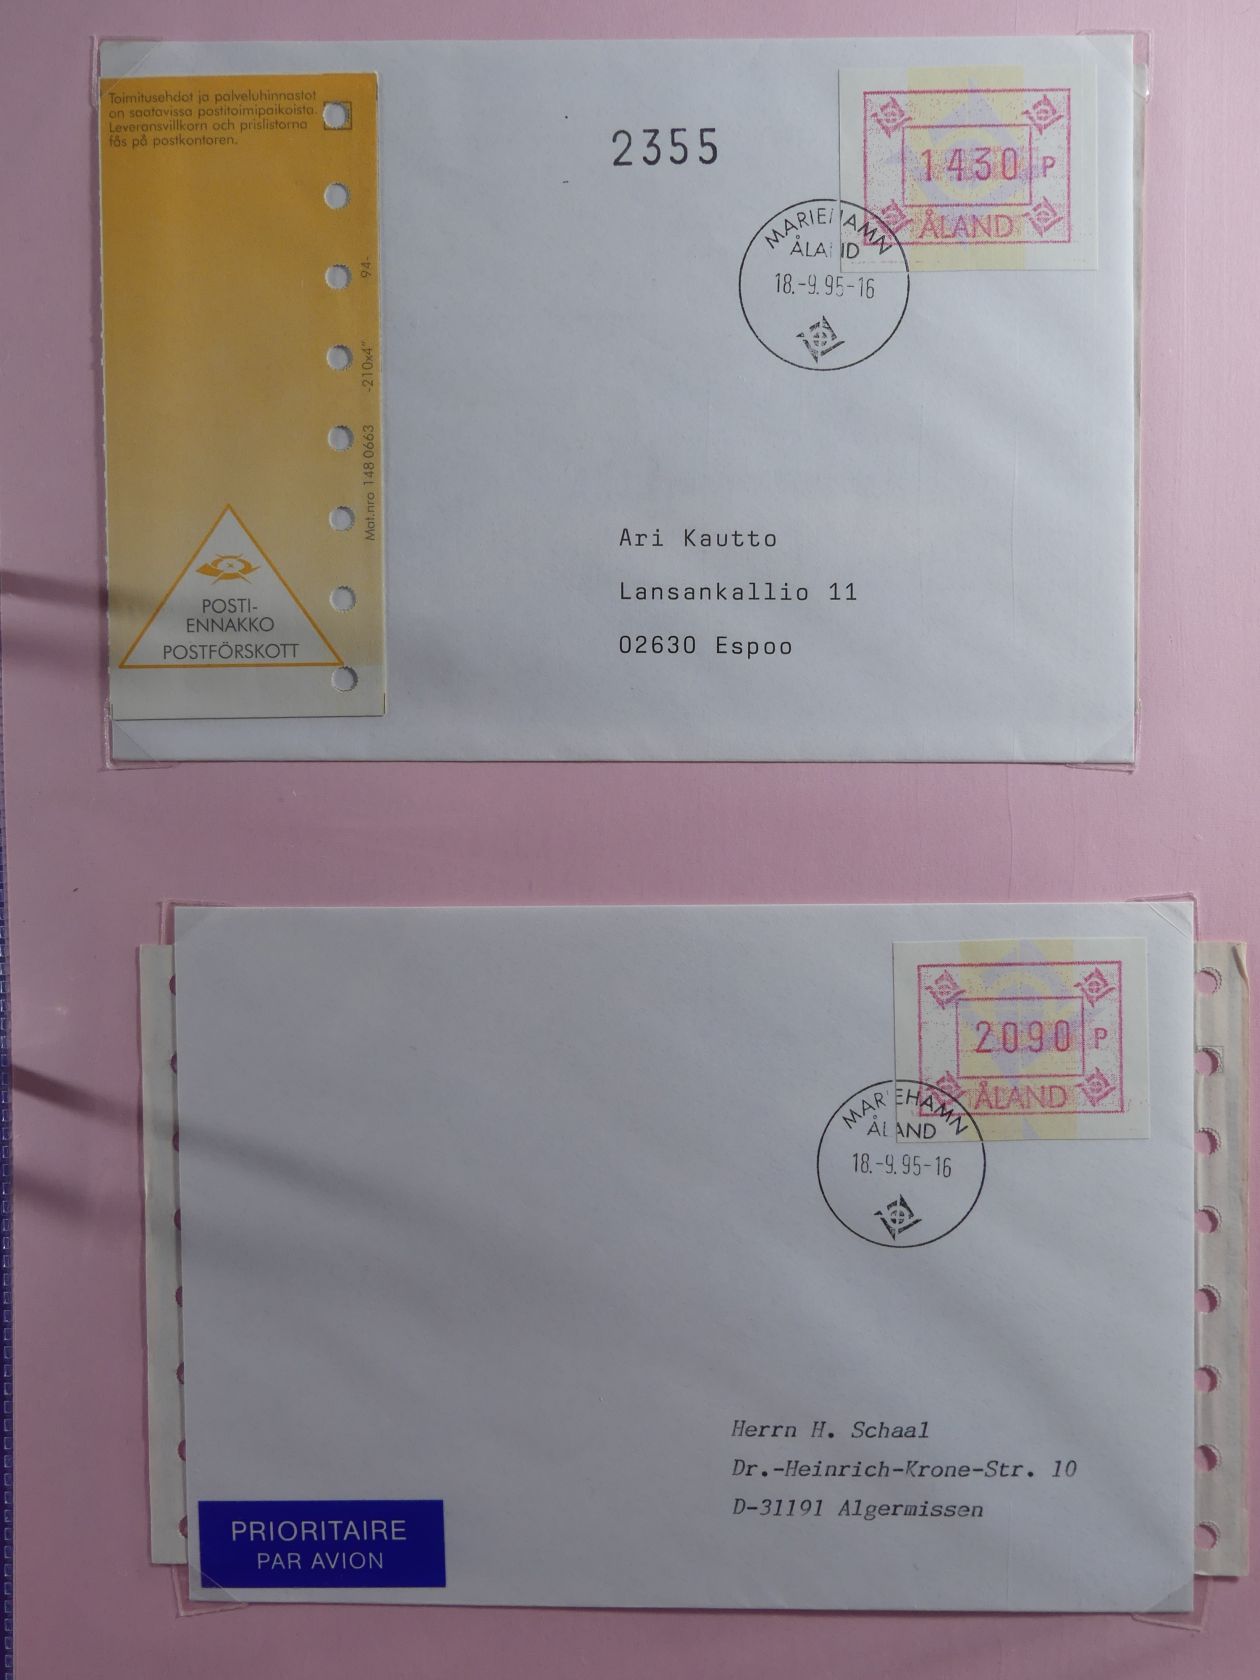 Toimitusehdot ja palveluhinnastot
on saatavissa postitoimipaikoista.
Leveransvillkorn och prislistorna
fås på postkontoren.
94-
-210x4"
Mat.nro 148 0663
POSTI-
ENNAKKO
POSTFÖRSKOTT
2355
1430 P
ÅLAND
MARIEHAMN
ÅLAND
18.-9.95-16
Ari Kautto
Lansankallio 11
02630 Espoo
2090 P
ÅLAND
MARIEHAMN
ÅLAND
18.-9.95-16
Herrn H. Schaal
Dr.-Heinrich-Krone-Str. 10
D-31191 Algermissen
PRIORITAIRE
PAR AVION